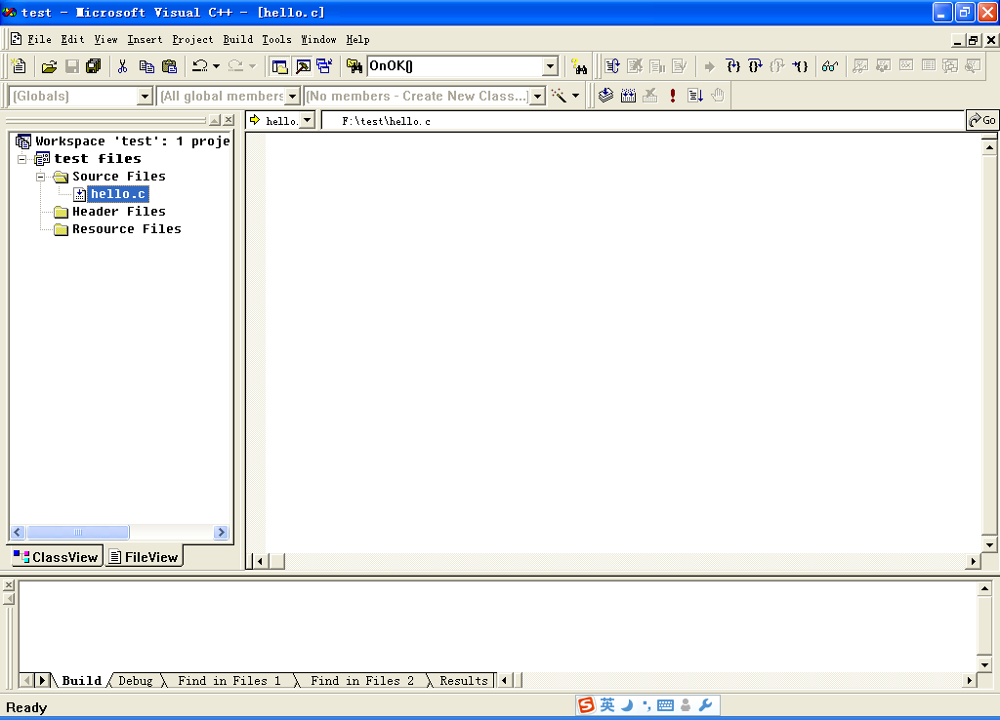 test - Microsoft Visual C++ - [hello.c]
File Edit View Insert Project Build Tools Window Help
OnOK()
(Globals) (All global members (No members - Create New Class...)
hello. F:\test\hello.c Go
Workspace 'test': 1 proje
test files
Source Files
hello.c
Header Files
Resource Files
ClassView FileView
Build Debug Find in Files 1 Find in Files 2 Results
Ready
S 英